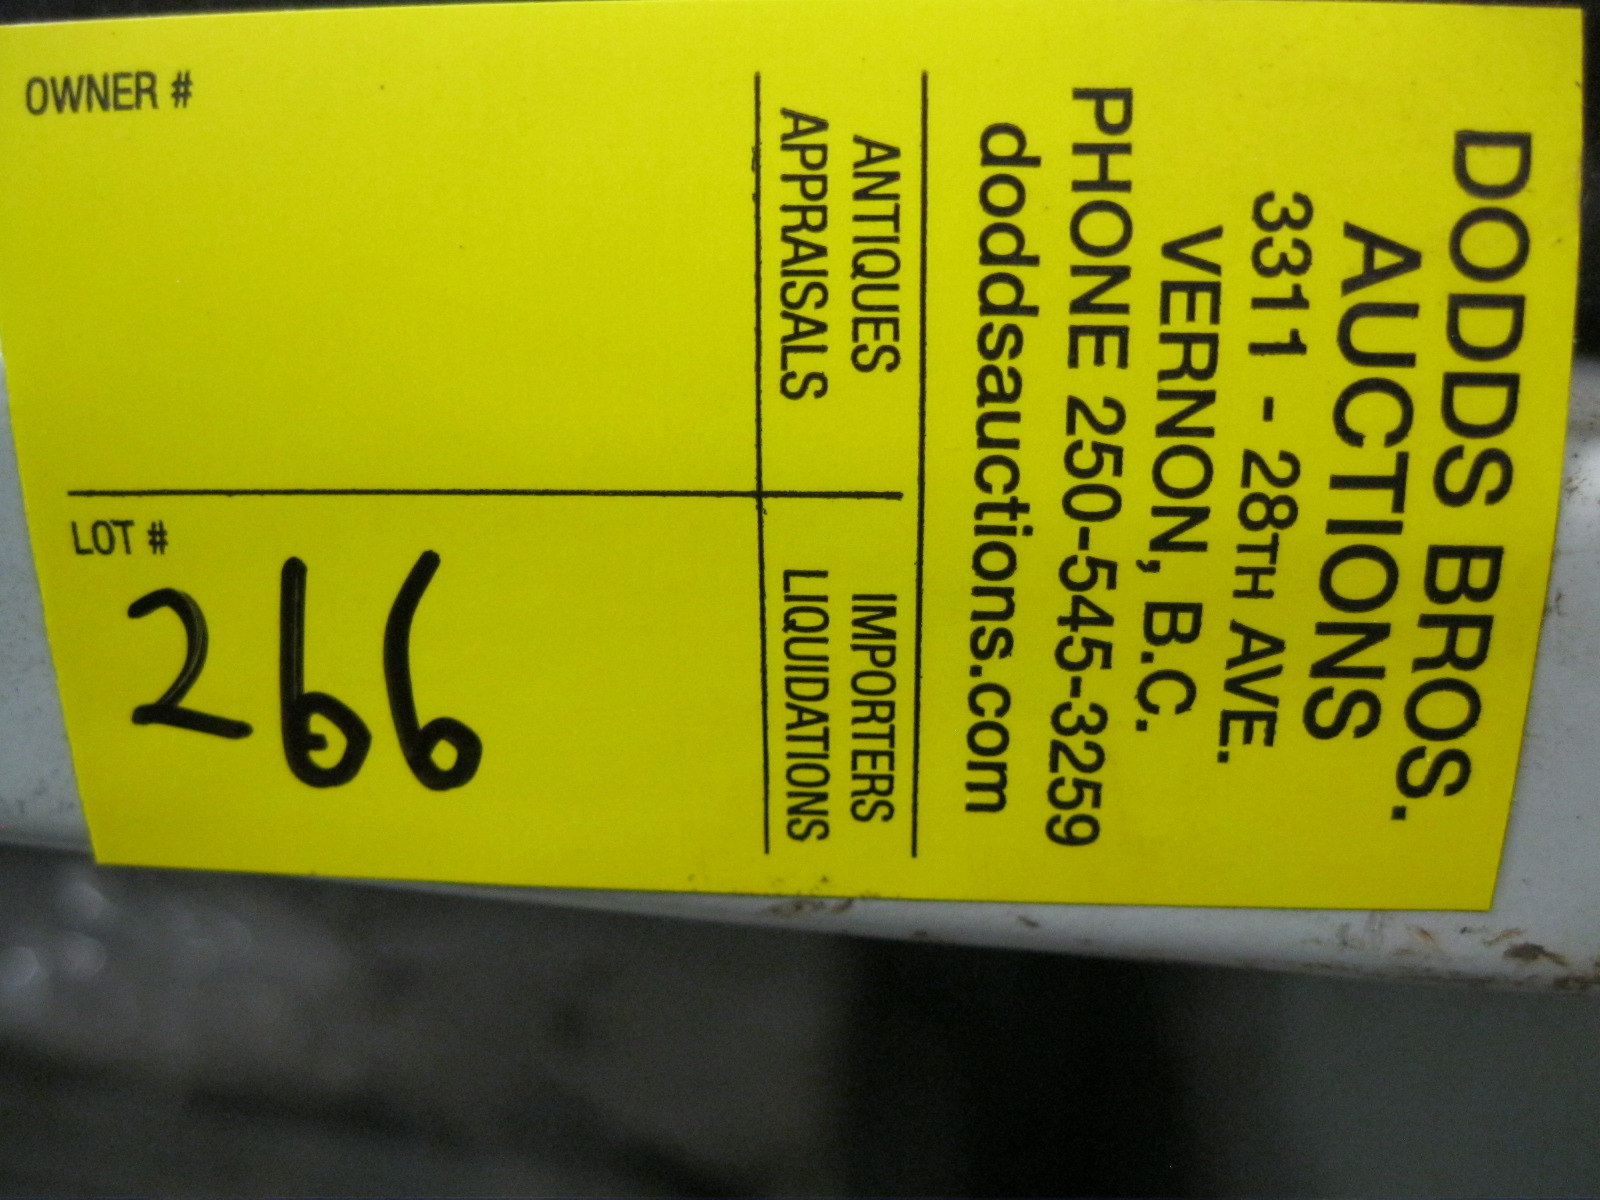 DODDS BROS.
AUCTIONS
3311 - 28TH AVE.
VERNON, B.C.
PHONE 250-545-3259
doddsauctions.com
ANTIQUES IMPORTERS
APPRAISALS LIQUIDATIONS
OWNER #
LOT #
266